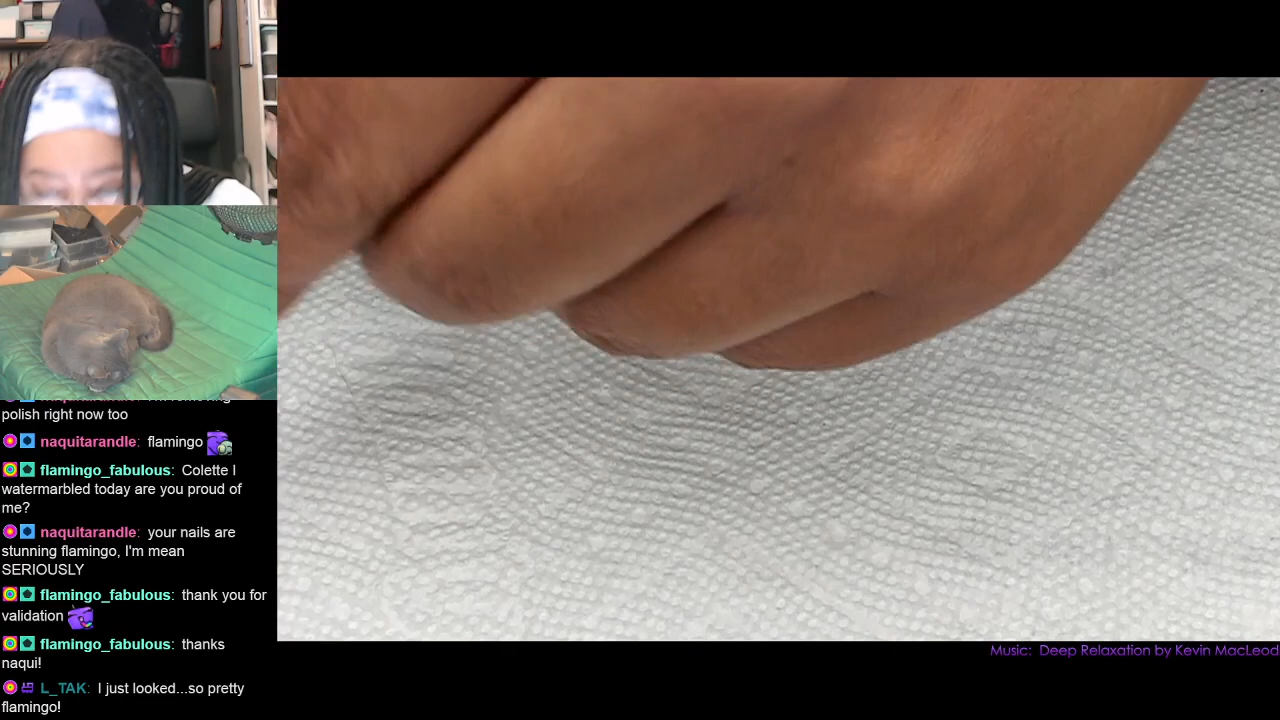 polish right now too
naquitarandle: flamingo
flamingo_fabulous: Colette I
watermarbled today are you proud of
me?
naquitarandle: your nails are
stunning flamingo, I'm mean
SERIOUSLY
flamingo_fabulous: thank you for
validation
flamingo_fabulous: thanks
naqui!
L_TAK: I just looked...so pretty
flamingo!
Music: Deep Relaxation by Kevin MacLeod